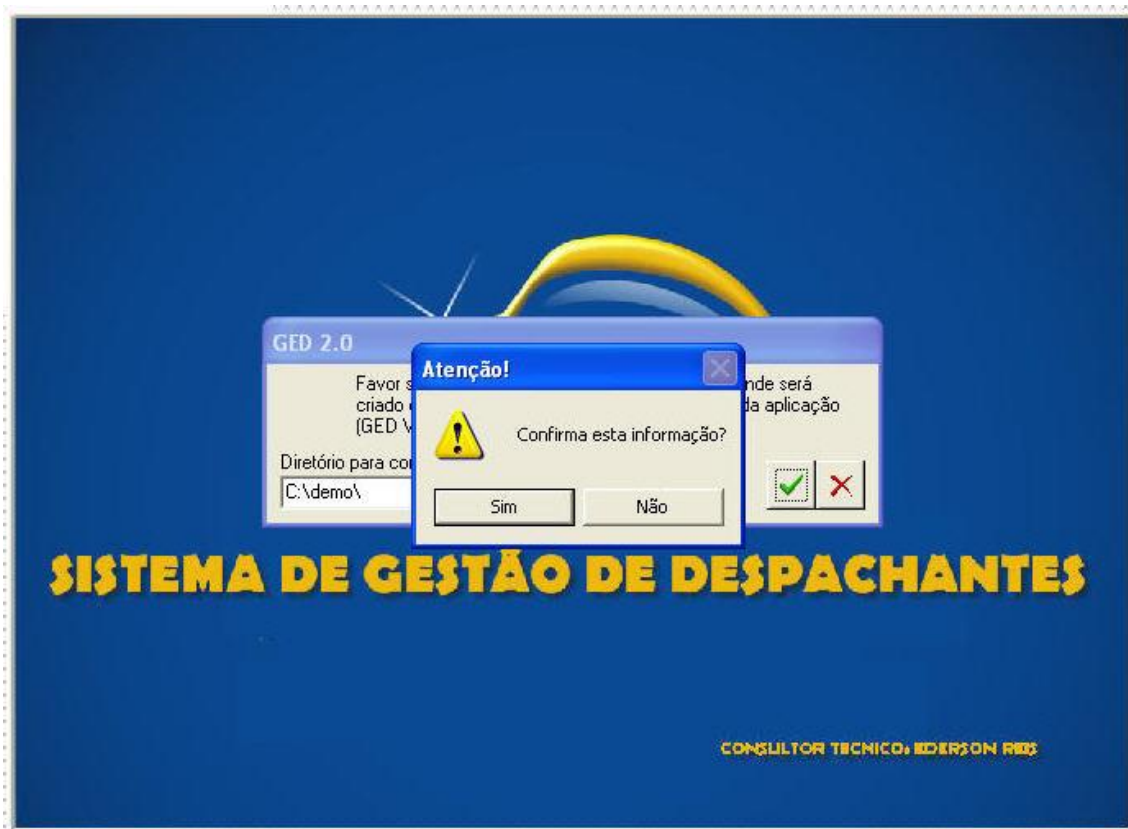 GED 2.0
Favor s
nde será
criado
da aplicação
(GED V
Diretório para co
C:\demo\
Atenção!
Confirma esta informação?
Sim
Não
SISTEMA DE GESTÃO DE DESPACHANTES
CONSULTOR TECNICO: EDERSON REIS